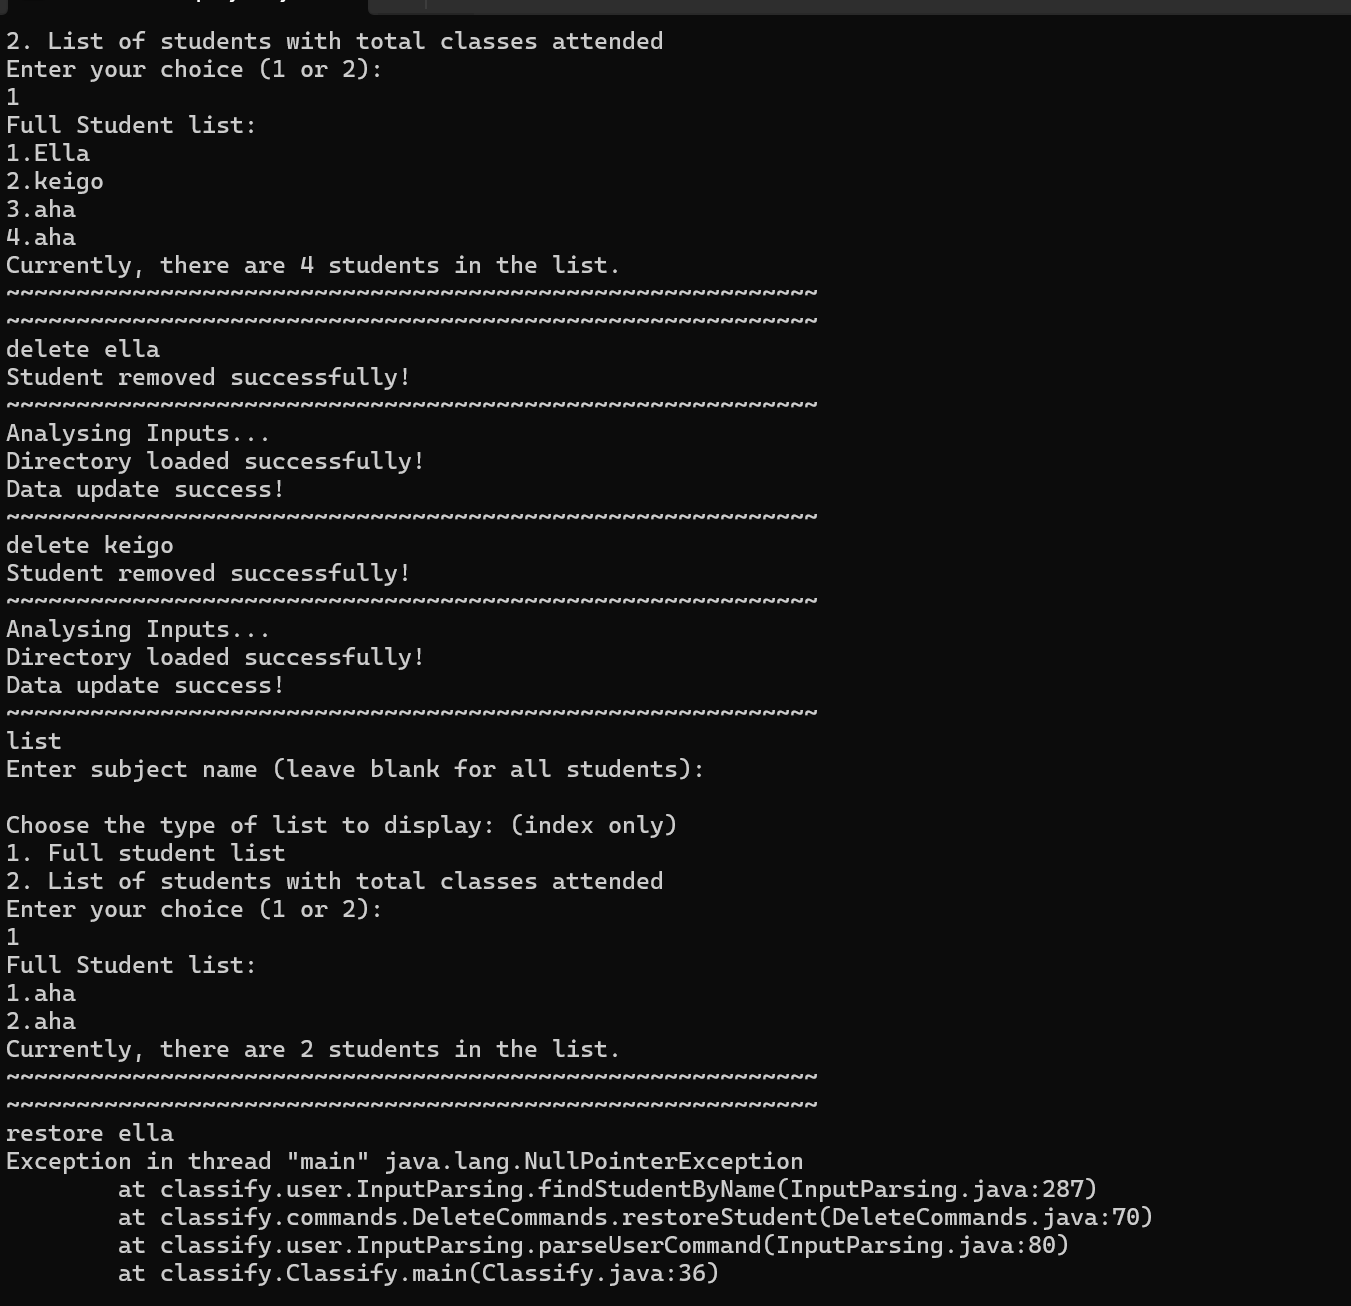 2. List of students with total classes attended
Enter your choice (1 or 2):
1
Full Student list:
1.Ella
2.keigo
3.aha
4.aha
Currently, there are 4 students in the list.
~~~~~~~~~~~~~~~~~~~~~~~~~~~~~~~~~~~~~~~~~~~~~~~~~~~~~~~~~~
~~~~~~~~~~~~~~~~~~~~~~~~~~~~~~~~~~~~~~~~~~~~~~~~~~~~~~~~~~
delete ella
Student removed successfully!
~~~~~~~~~~~~~~~~~~~~~~~~~~~~~~~~~~~~~~~~~~~~~~~~~~~~~~~~~~
Analysing Inputs...
Directory loaded successfully!
Data update success!
~~~~~~~~~~~~~~~~~~~~~~~~~~~~~~~~~~~~~~~~~~~~~~~~~~~~~~~~~~
delete keigo
Student removed successfully!
~~~~~~~~~~~~~~~~~~~~~~~~~~~~~~~~~~~~~~~~~~~~~~~~~~~~~~~~~~
Analysing Inputs...
Directory loaded successfully!
Data update success!
~~~~~~~~~~~~~~~~~~~~~~~~~~~~~~~~~~~~~~~~~~~~~~~~~~~~~~~~~~
list
Enter subject name (leave blank for all students):

Choose the type of list to display: (index only)
1. Full student list
2. List of students with total classes attended
Enter your choice (1 or 2):
1
Full Student list:
1.aha
2.aha
Currently, there are 2 students in the list.
~~~~~~~~~~~~~~~~~~~~~~~~~~~~~~~~~~~~~~~~~~~~~~~~~~~~~~~~~~
~~~~~~~~~~~~~~~~~~~~~~~~~~~~~~~~~~~~~~~~~~~~~~~~~~~~~~~~~~
restore ella
Exception in thread "main" java.lang.NullPointerException
        at classify.user.InputParsing.findStudentByName(InputParsing.java:287)
        at classify.commands.DeleteCommands.restoreStudent(DeleteCommands.java:70)
        at classify.user.InputParsing.parseUserCommand(InputParsing.java:80)
        at classify.Classify.main(Classify.java:36)